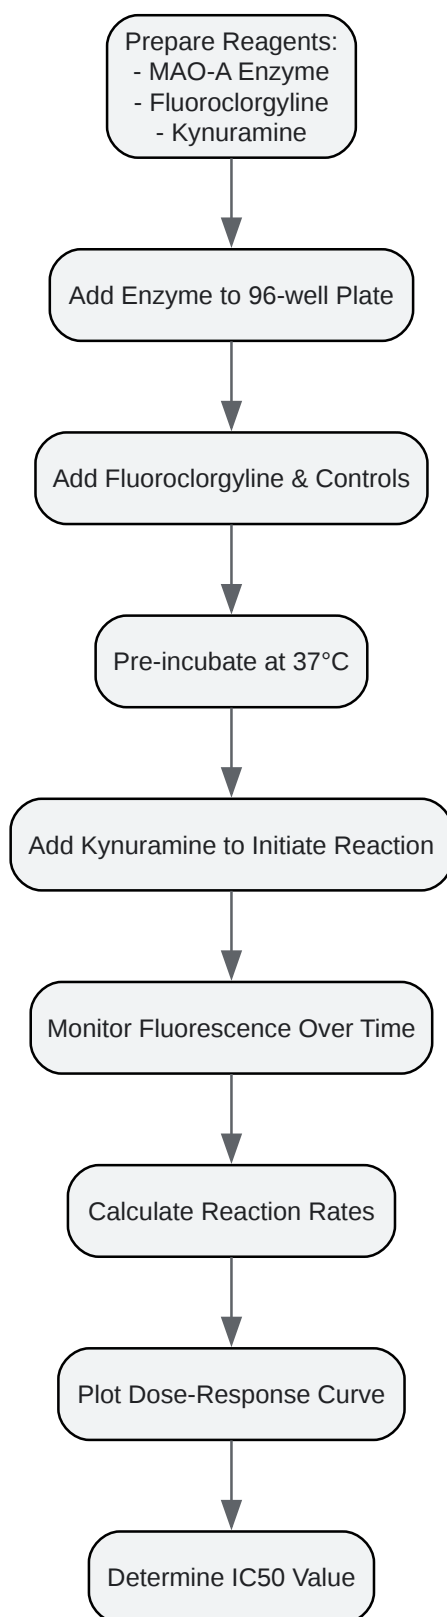 Prepare Reagents:
- MAO-A Enzyme
- Fluoroclorgyline
- Kynuramine
Add Enzyme to 96-well Plate
Add Fluoroclorgyline & Controls
Pre-incubate at 37°C
Add Kynuramine to Initiate Reaction
Monitor Fluorescence Over Time
Calculate Reaction Rates
Plot Dose-Response Curve
Determine IC50 Value